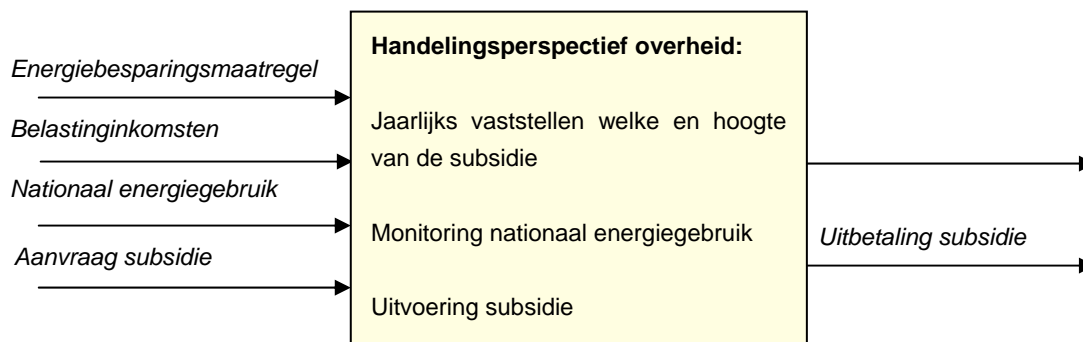 Energiebesparingsmaatregel
Belastinginkomsten
Nationaal energiegebruik
Aanvraag subsidie
Handelingsperspectief overheid:
Jaarlijks vaststellen welke en hoogte
van de subsidie
Monitoring nationaal energiegebruik
Uitvoering subsidie
Uitbetaling subsidie